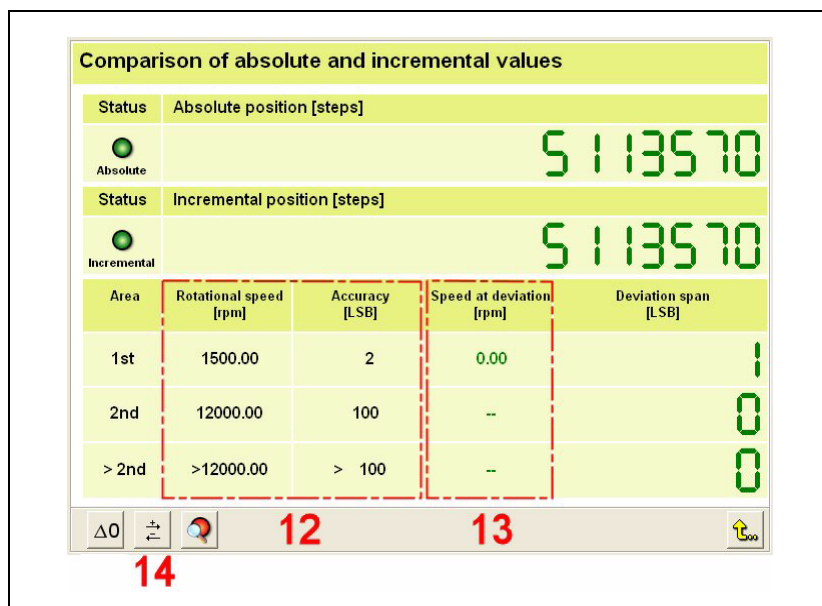 Comparison of absolute and incremental values
Status Absolute position [steps]
Absolute 5113570
Status Incremental position [steps]
Incremental 5113570
Area Rotational speed [rpm] Accuracy [LSB] Speed at deviation [rpm] Deviation span [LSB]
1st 1500.00 2 0.00 1
2nd 12000.00 100 -- 0
> 2nd >12000.00 > 100 -- 0
Δ0 +
−
12 13
14